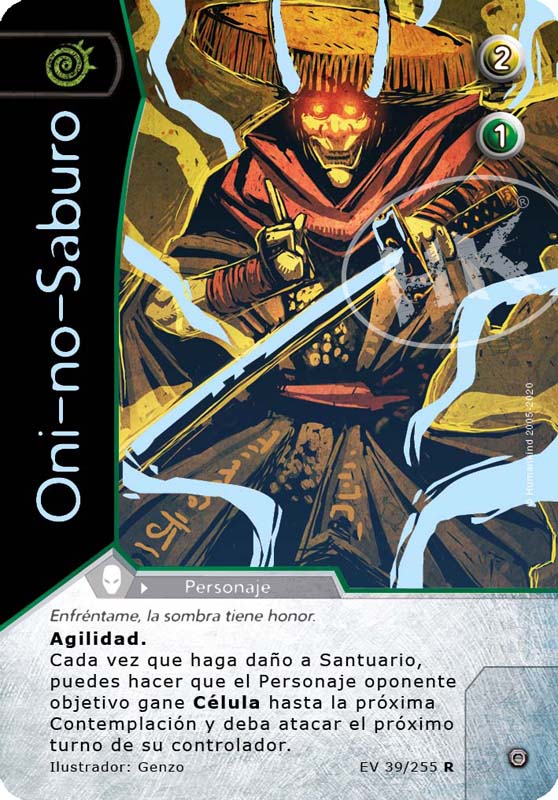 Oni-no-Saburo
2
1
HK®
© Humanmind 2005-2020
Personaje
Enfréntame, la sombra tiene honor.
Agilidad.
Cada vez que haga daño a Santuario,
puedes hacer que el Personaje oponente
objetivo gane Célula hasta la próxima
Contemplación y deba atacar el próximo
turno de su controlador.
Ilustrador: Genzo
EV 39/255 R